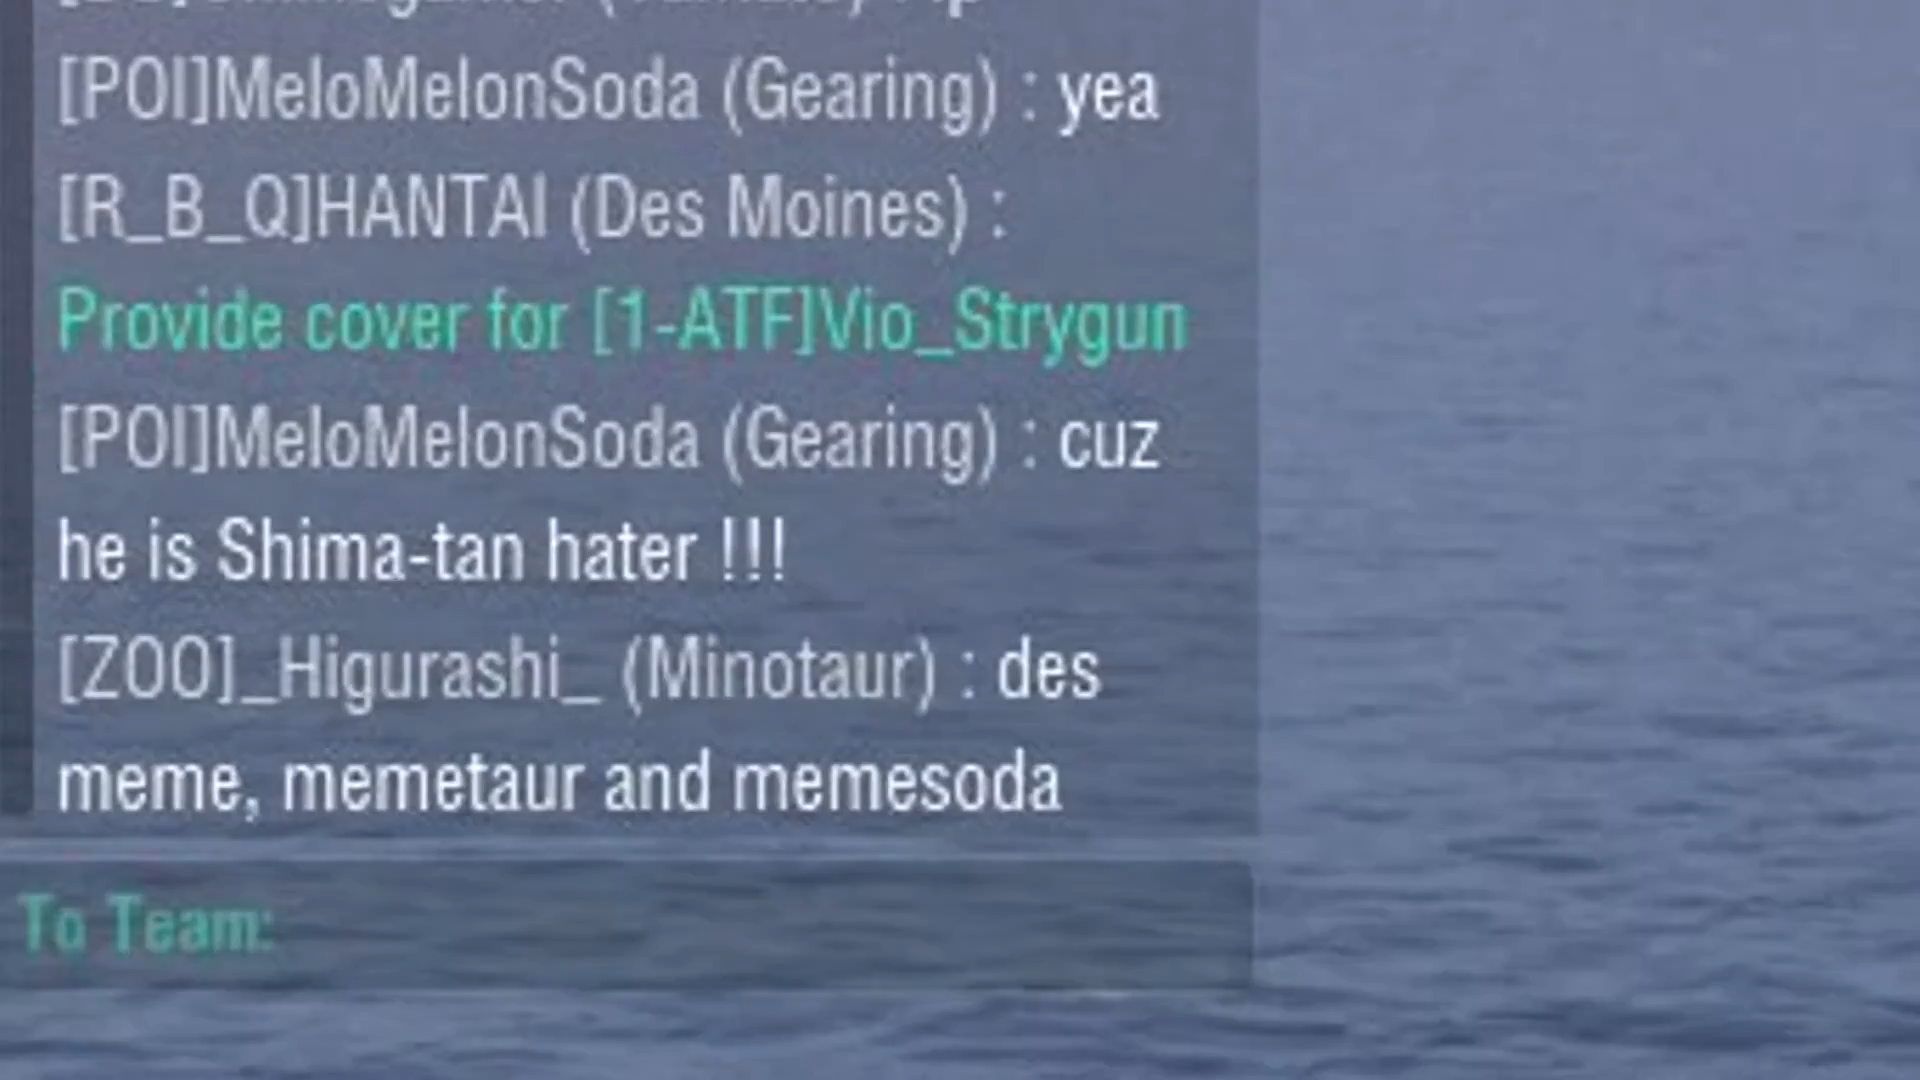 [POI]MeloMelonSoda (Gearing) : yea
[R_B_Q]HANTAI (Des Moines) :
Provide cover for [1-ATF]Vio_Strygun
[POI]MeloMelonSoda (Gearing) : cuz
he is Shima-tan hater !!!
[ZOO]_Higurashi_ (Minotaur) : des
meme, memetaur and memesoda
To Team: